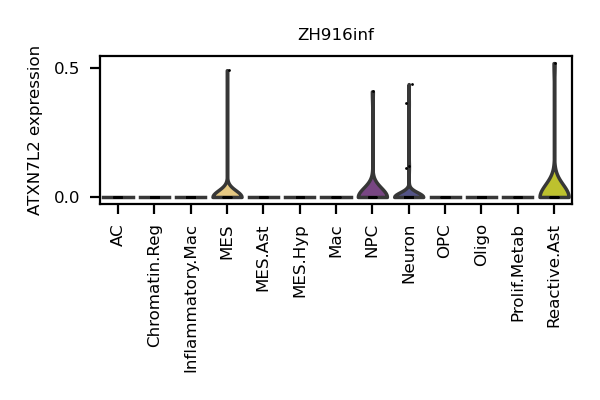 ZH916inf
ATXN7L2 expression
0.5
0.0
AC
Chromatin.Reg
Inflammatory.Mac
MES
MES.Ast
MES.Hyp
Mac
NPC
Neuron
OPC
Oligo
Prolif.Metab
Reactive.Ast